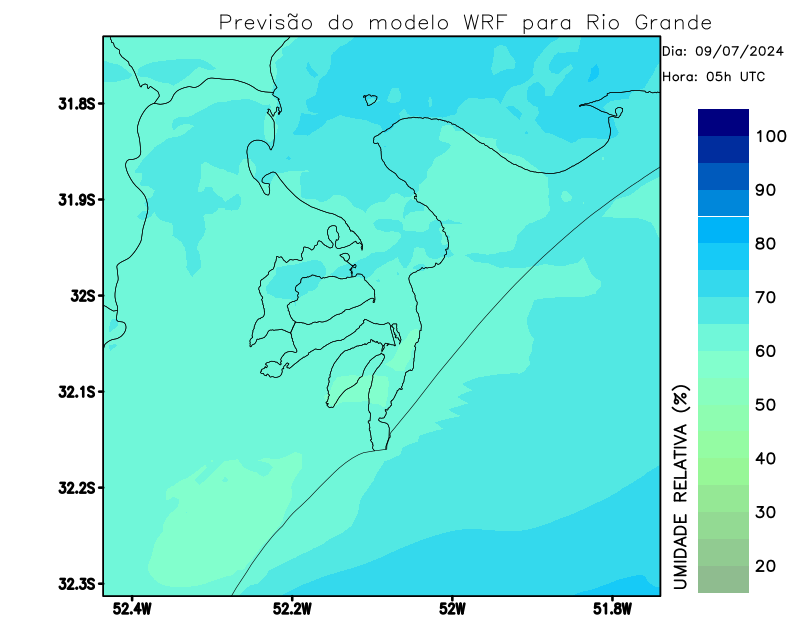 Previsão do modelo WRF para Rio Grande
Dia: 09/07/2024
Hora: 05h UTC
31.8S
31.9S
32S
32.1S
32.2S
32.3S
52.4W
52.2W
52W
51.8W
100
90
80
70
60
50
40
30
20
UMIDADE RELATIVA (%)